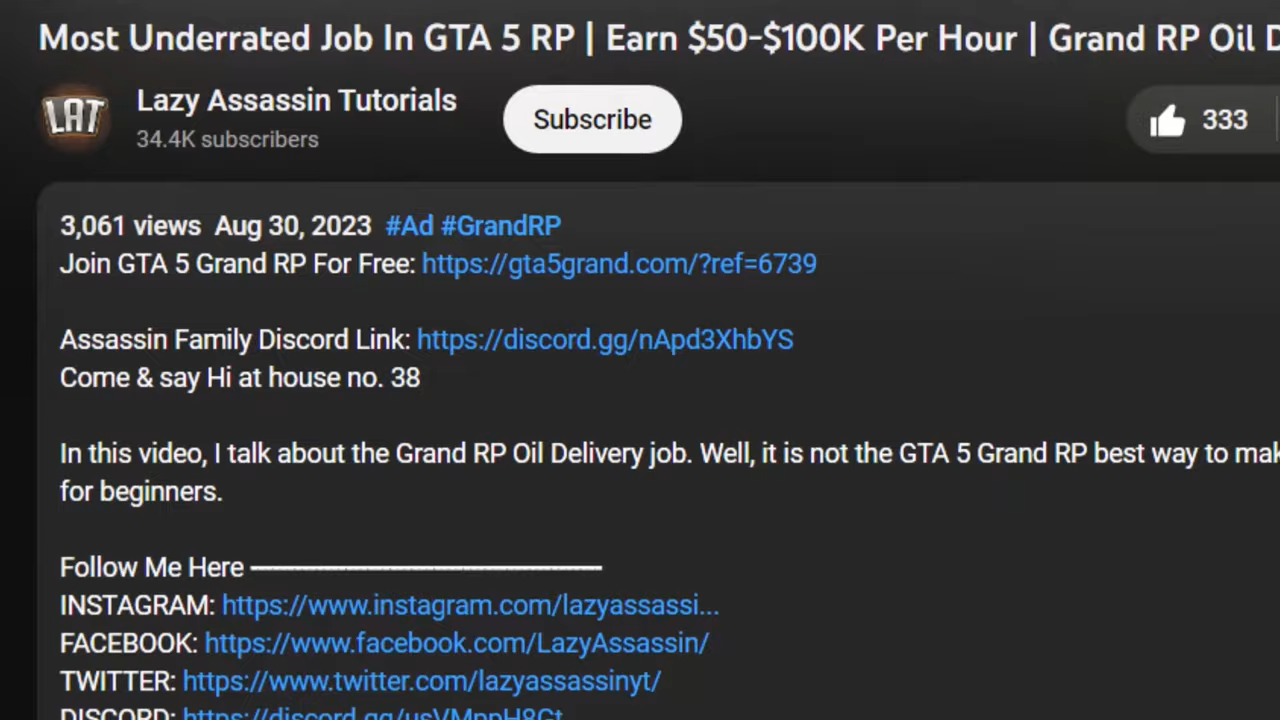 Most Underrated Job In GTA 5 RP | Earn $50-$100K Per Hour | Grand RP Oil
LAT
Lazy Assassin Tutorials
34.4K subscribers
Subscribe
333
3,061 views Aug 30, 2023 #Ad #GrandRP
Join GTA 5 Grand RP For Free: https://gta5grand.com/?ref=6739
Assassin Family Discord Link: https://discord.gg/nApd3XhbYS
Come & say Hi at house no. 38
In this video, I talk about the Grand RP Oil Delivery job. Well, it is not the GTA 5 Grand RP best way to
for beginners.
Follow Me Here ----------------------------------------------------
INSTAGRAM: https://www.instagram.com/lazyassassi...
FACEBOOK: https://www.facebook.com/LazyAssassin/
TWITTER: https://www.twitter.com/lazyassassinyt/
DISCORD: